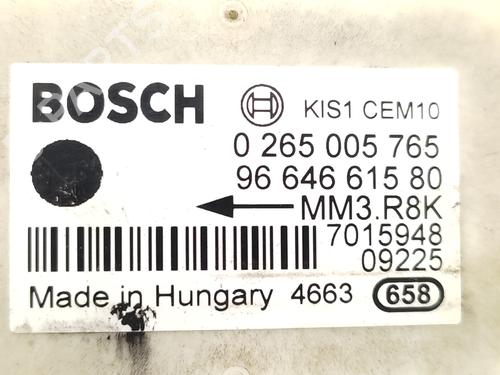 BOSCH KIS1 CEM10
0 265 005 765
96 646 615 80
MM3.R8K
7015948
09225
Made in Hungary 4663 658